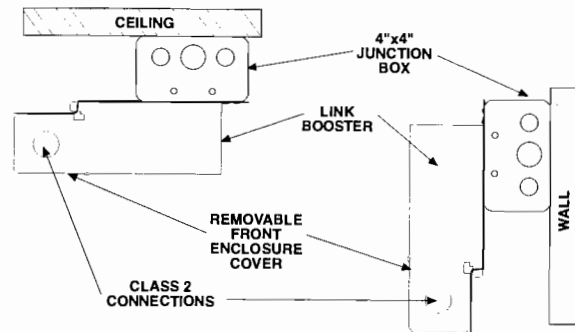 CEILING
4"x4"
JUNCTION
BOX
LINK
BOOSTER
WALL
REMOVABLE
FRONT
ENCLOSURE
COVER
CLASS 2
CONNECTIONS